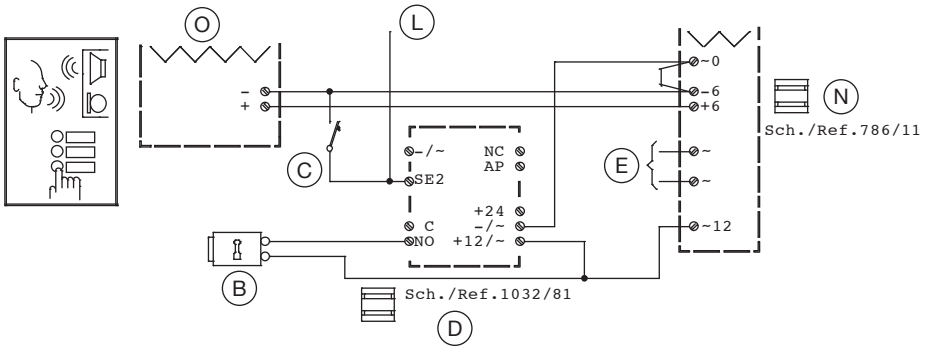 O
L
~0
-
-6
+
+6
N
Sch./Ref.786/11
C
-/~
NC
AP
~
SE2
E
~
+24
C
-/~
~12
NO
+12/~
B
Sch./Ref.1032/81
D